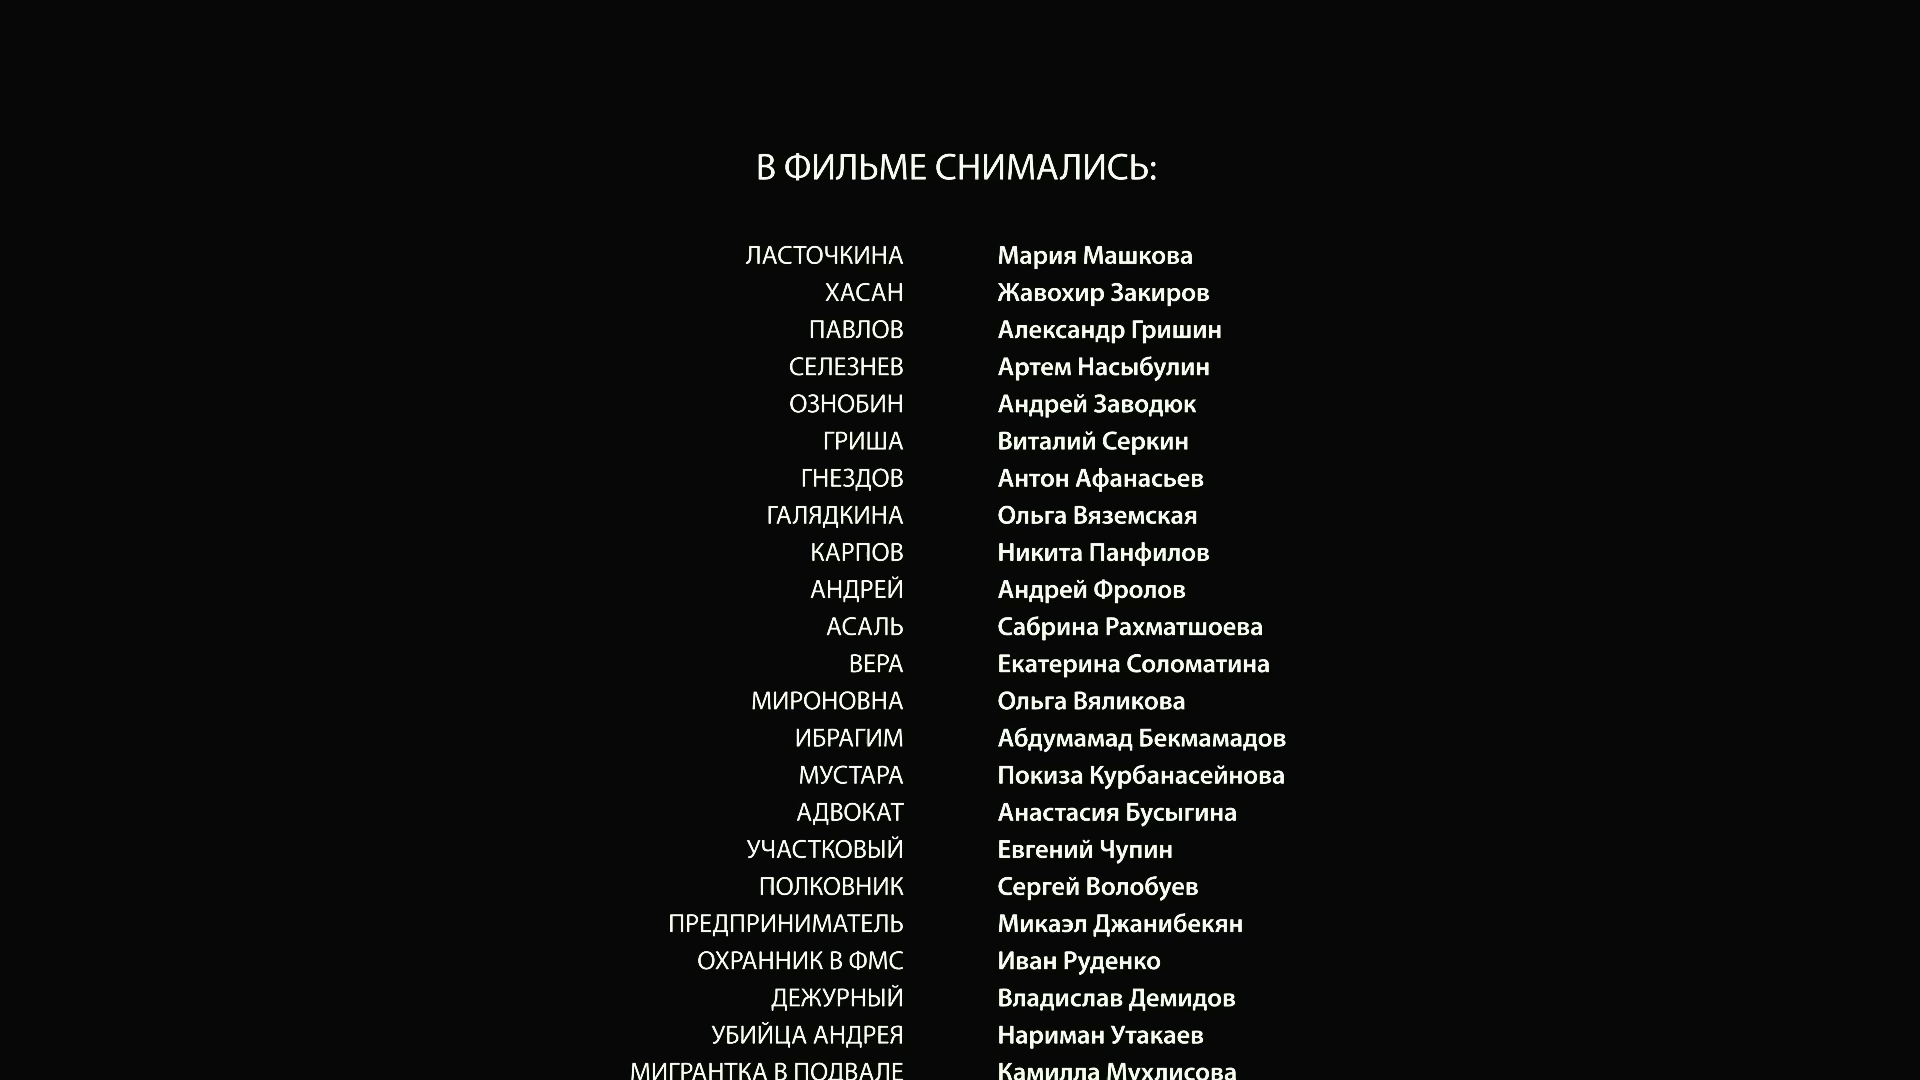 В ФИЛЬМЕ СНИМАЛИСЬ:
ЛАСТОЧКИНА Мария Машкова
ХАСАН Жавохир Закиров
ПАВЛОВ Александр Гришин
СЕЛЕЗНЕВ Артем Насыбулин
ОЗНОБИН Андрей Заводюк
ГРИША Виталий Серкин
ГНЕЗДОВ Антон Афанасьев
ГАЛЯДКИНА Ольга Вяземская
КАРПОВ Никита Панфилов
АНДРЕЙ Андрей Фролов
АСАЛЬ Сабрина Рахматшоева
ВЕРА Екатерина Соломатина
МИРОНОВНА Ольга Вяликова
ИБРАГИМ Абдумамад Бекмамадов
МУСТАРА Покиза Курбанасейнова
АДВОКАТ Анастасия Бусыгина
УЧАСТКОВЫЙ Евгений Чупин
ПОЛКОВНИК Сергей Волобуев
ПРЕДПРИНИМАТЕЛЬ Микаэл Джанибекян
ОХРАННИК В ФМС Иван Руденко
ДЕЖУРНЫЙ Владислав Демидов
УБИЙЦА АНДРЕЯ Нариман Утакаев
МИГРАНТКА В ПОДВАЛЕ Камилла Мухлисова